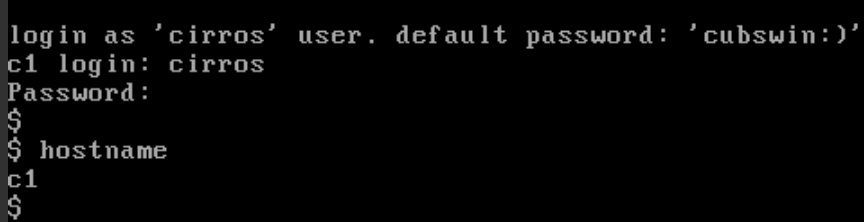 login as 'cirros' user. default password: 'cubswin:)'
c1 login: cirros
Password:
$
$ hostname
c1
$